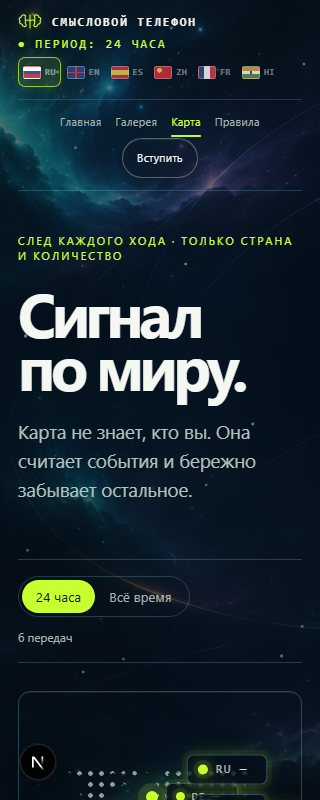 СМЫСЛОВОЙ ТЕЛЕФОН
ПЕРИОД: 24 ЧАСА
RU EN ES ZH FR HI
Главная Галерея Карта Правила
Вступить
СЛЕД КАЖДОГО ХОДА · ТОЛЬКО СТРАНА
И КОЛИЧЕСТВО
Сигнал
по миру.
Карта не знает, кто вы. Она
считает события и бережно
забывает остальное.
24 часа Всё время
6 передач
RU —
N